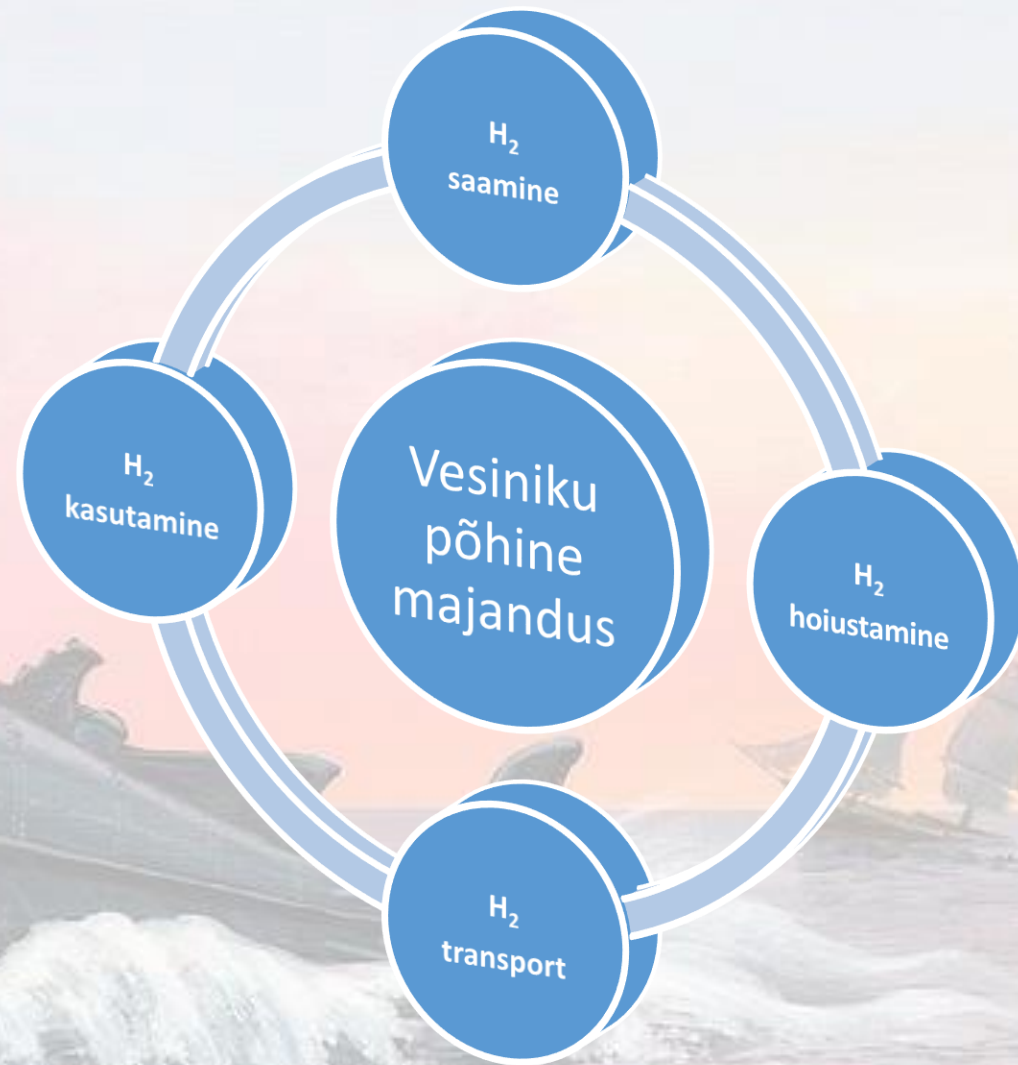 H₂
saamine
H₂
kasutamine
Vesiniku
põhine
majandus
H₂
hoiustamine
H₂
transport